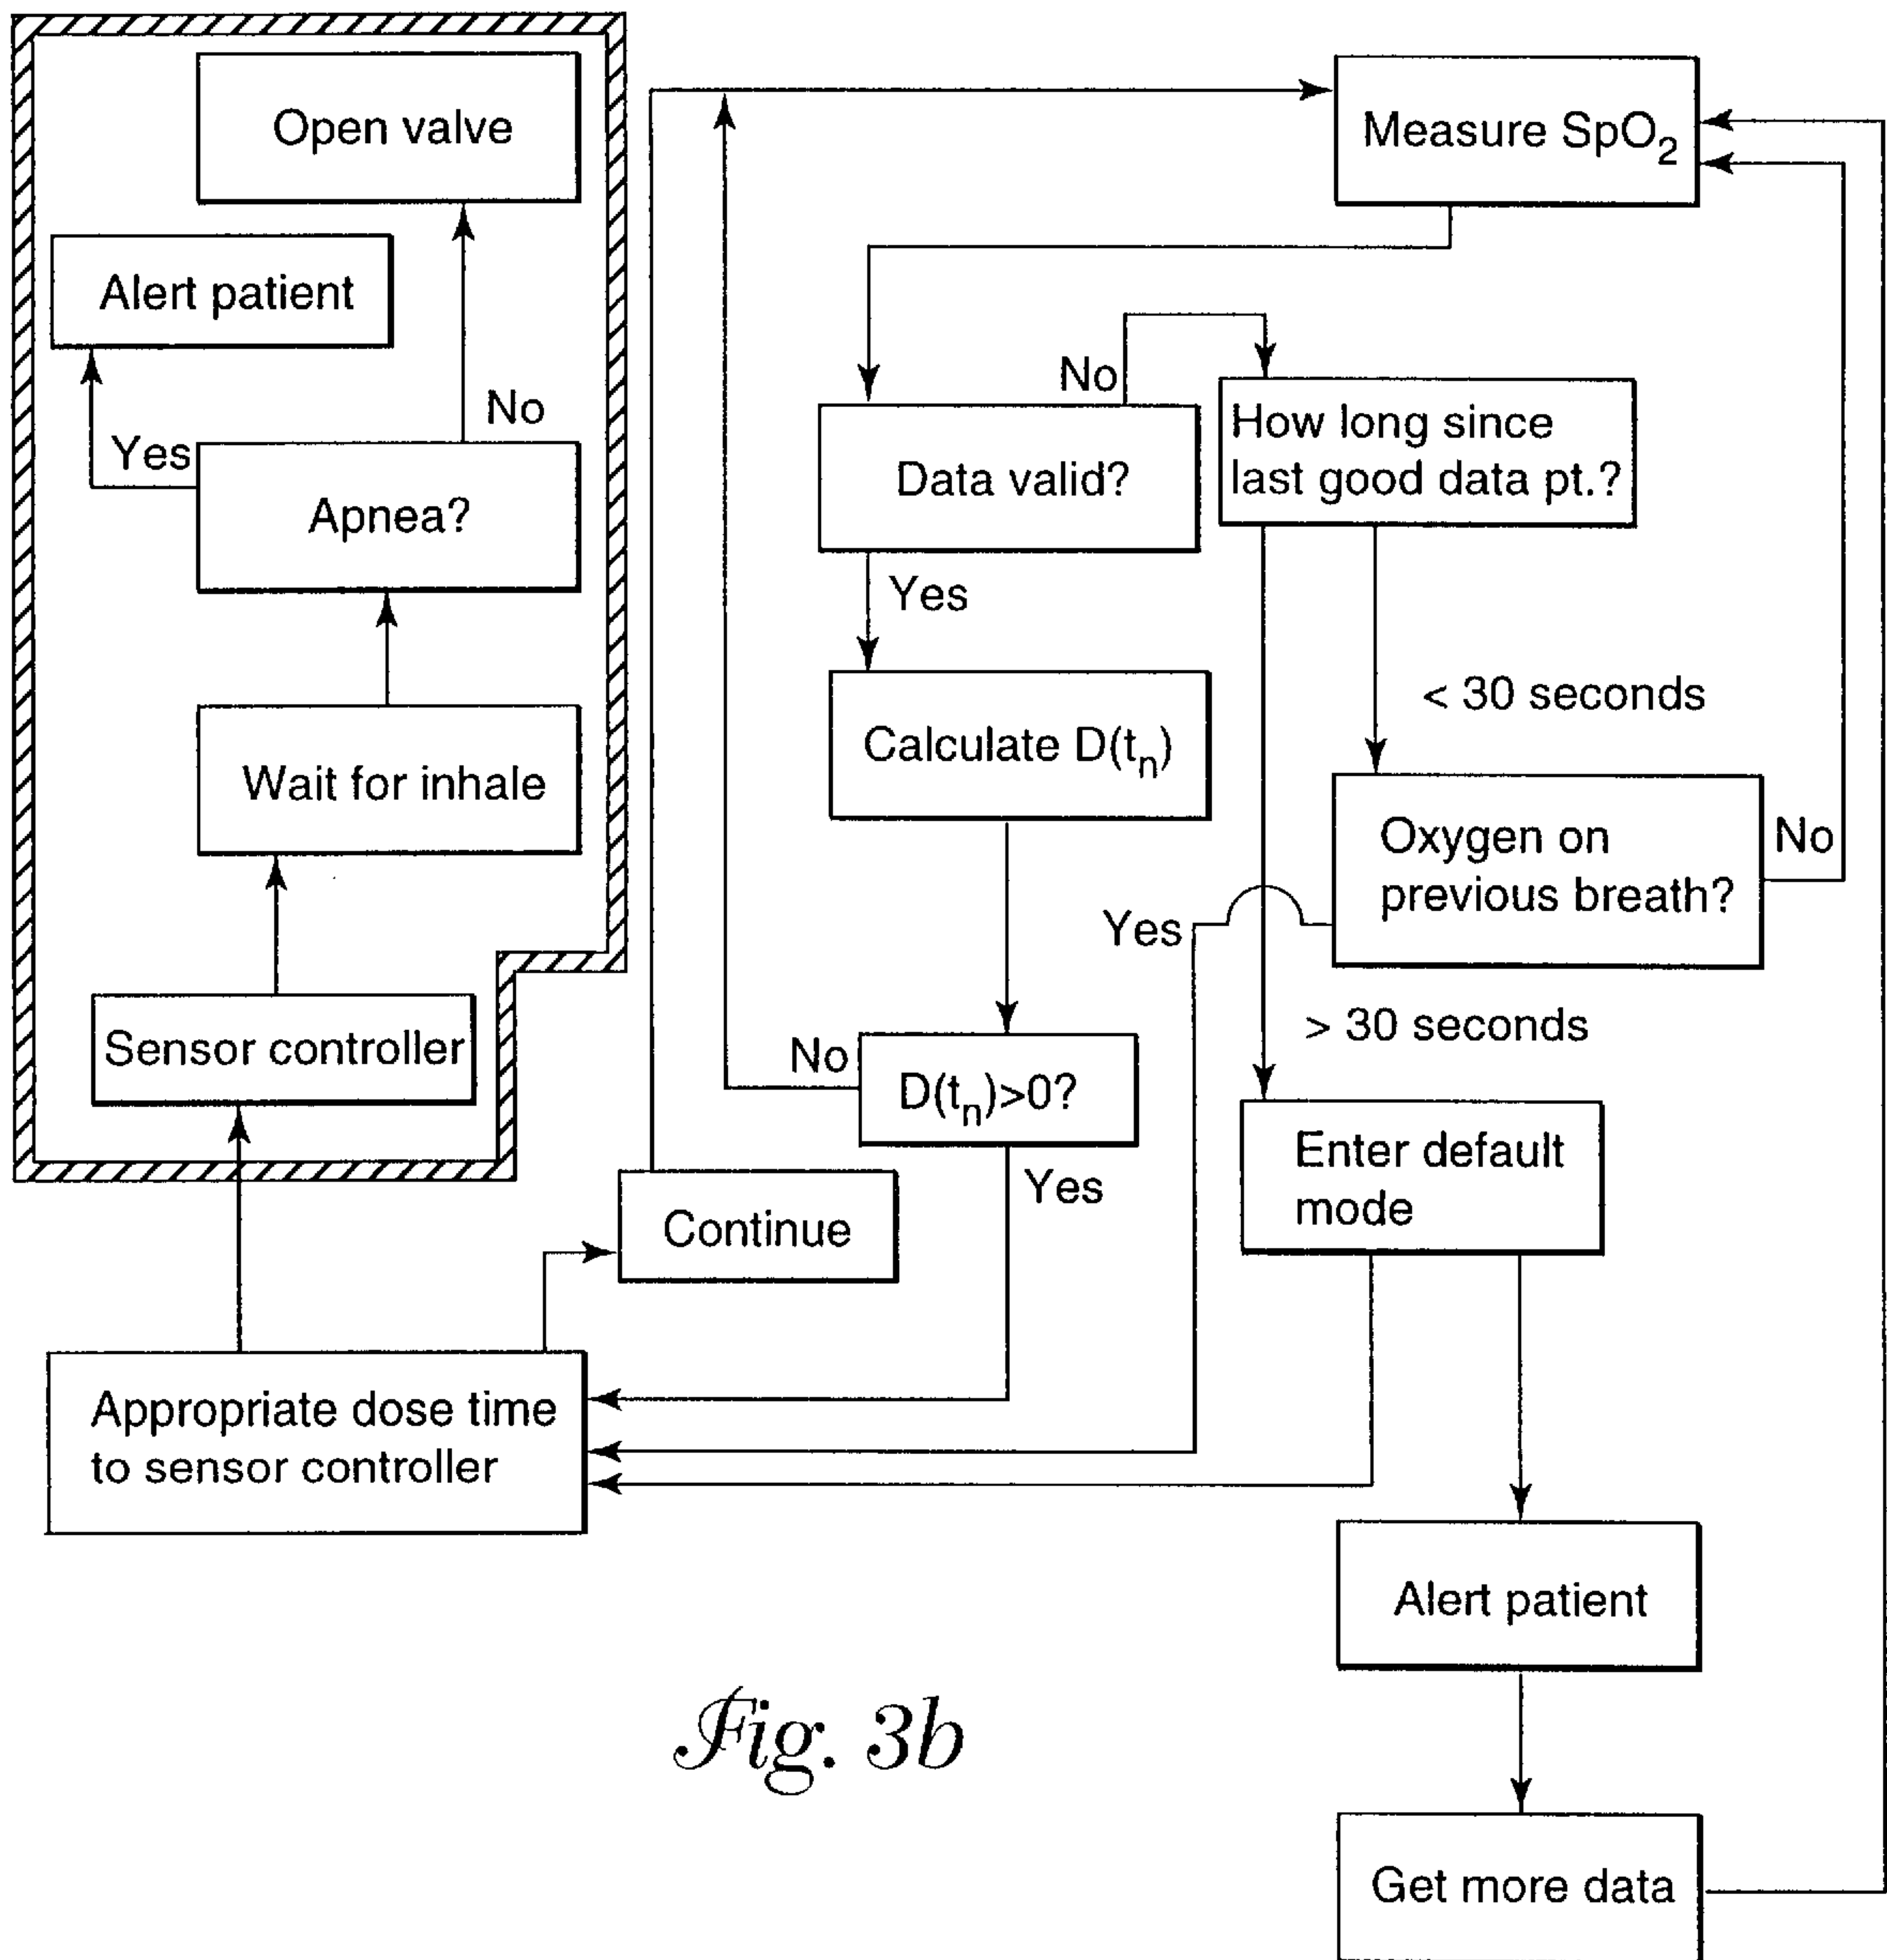 Open valve
Measure SpO₂
Alert patient
No
How long since
last good data pt.?
No
Yes
Data valid?
Apnea?
Yes
< 30 seconds
Calculate D(tₙ)
Wait for inhale
Oxygen on
previous breath?
No
Yes
> 30 seconds
Sensor controller
No
D(tₙ)>0?
Enter default
mode
Yes
Continue
Appropriate dose time
to sensor controller
Alert patient
Fig. 3b
Get more data